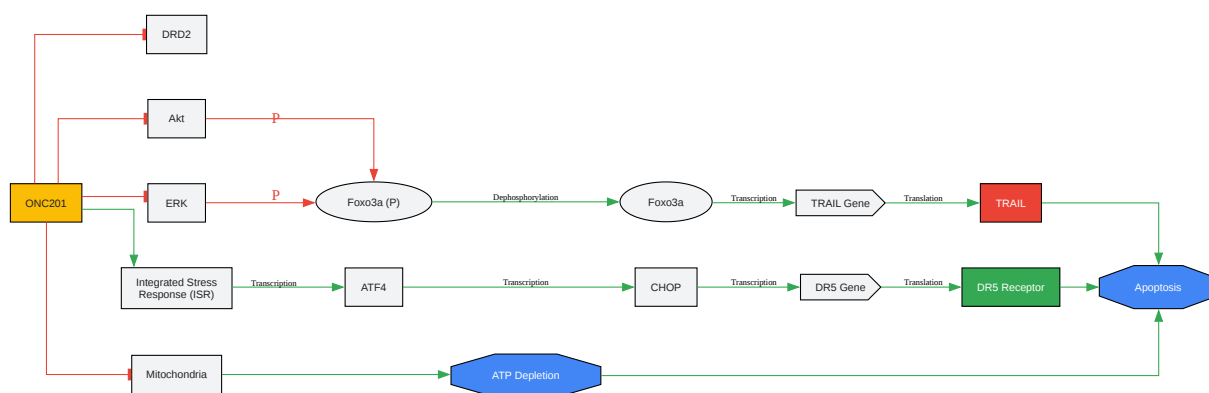 DRD2
Akt
P
ONC201
ERK
P
Foxo3a (P)
Dephosphorylation
Foxo3a
Transcription
TRAIL Gene
Translation
TRAIL
Integrated Stress
Response (ISR)
Transcription
ATF4
Transcription
CHOP
Transcription
DR5 Gene
Translation
DR5 Receptor
Apoptosis
Mitochondria
ATP Depletion